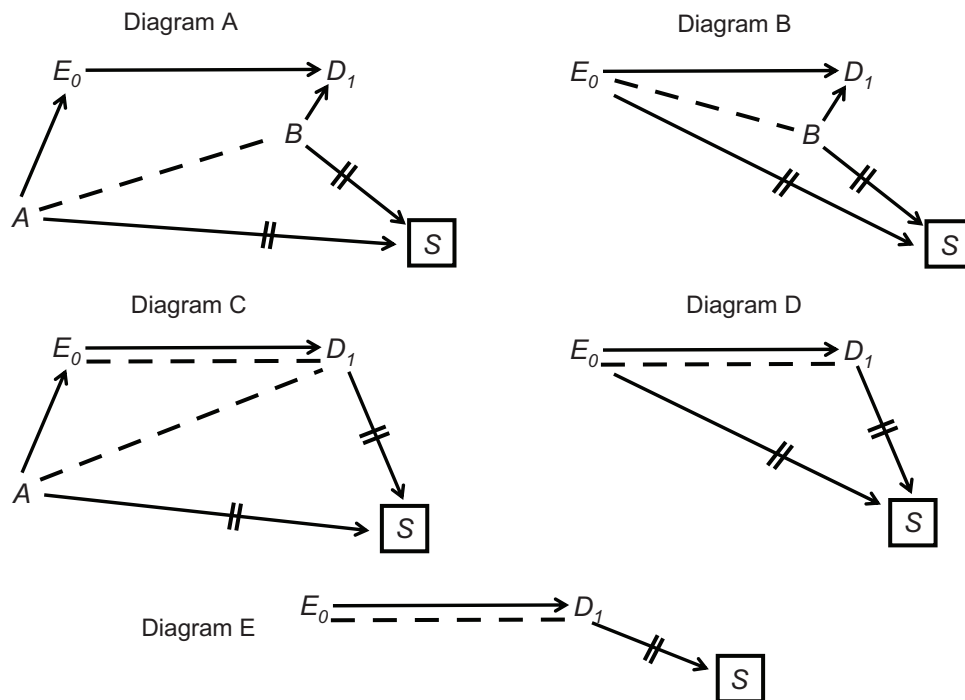 Diagram A
E0 D1
B
A
S
Diagram B
E0 D1
B
S
Diagram C
E0 D1
A
S
Diagram D
E0 D1
S
Diagram E
E0 D1
S